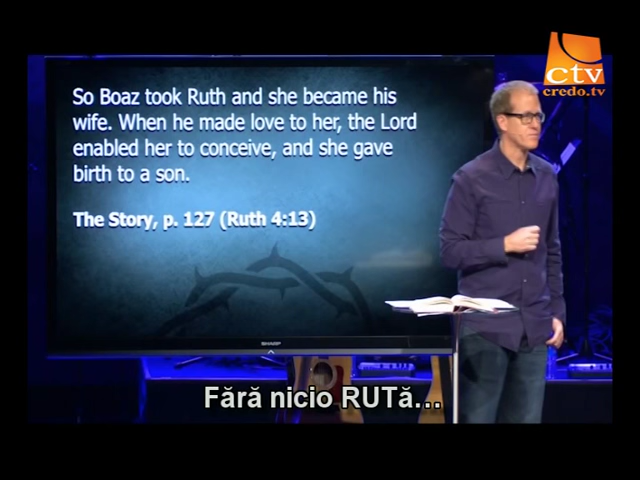 ctv
credo.tv
So Boaz took Ruth and she became his
wife. When he made love to her, the Lord
enabled her to conceive, and she gave
birth to a son.
The Story, p. 127 (Ruth 4:13)
SHARP
Fără nicio RUTă...